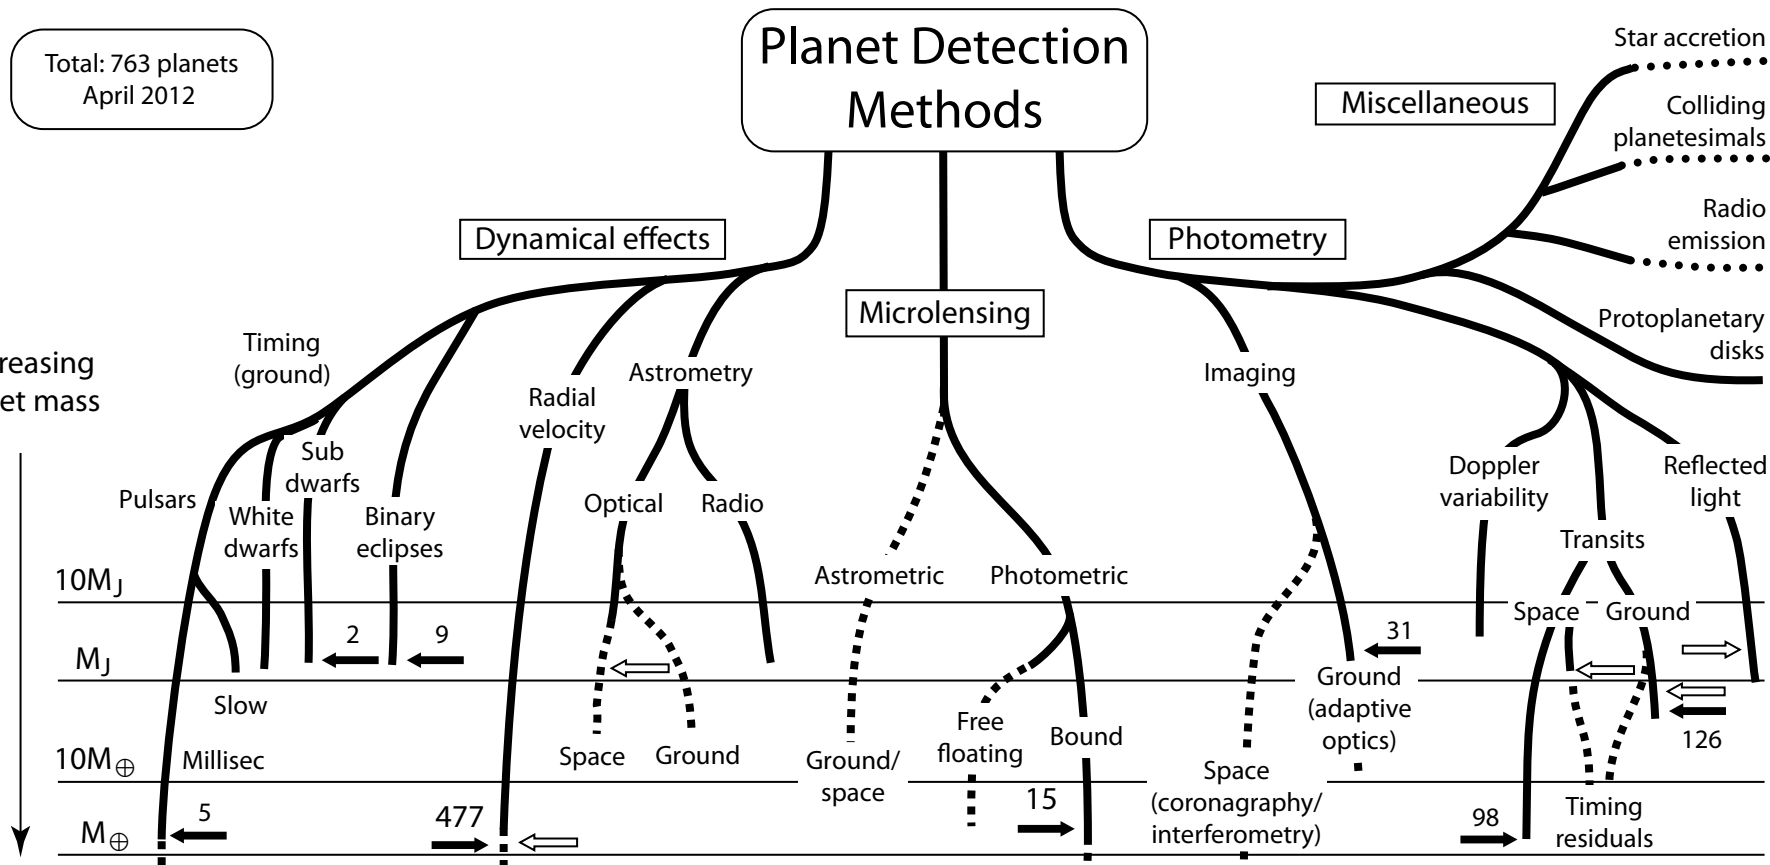 Total: 763 planets
April 2012
Planet Detection
Methods
Miscellaneous
Star accretion
Colliding
planetesimals
Radio
emission
Protoplanetary
disks
Dynamical effects
Photometry
Microlensing
reasing
et mass
Timing
(ground)
Radial
velocity
Astrometry
Imaging
Pulsars
White
dwarfs
Sub
dwarfs
Binary
eclipses
Optical
Radio
Astrometric
Photometric
Doppler
variability
Transits
Reflected
light
Space
Ground
10MJ
MJ
10M⊕
M⊕
2
9
31
Slow
Millisec
5
477
Space
Ground
Ground/
space
Free
floating
Bound
15
Space
(coronagraphy/
interferometry)
Ground
(adaptive
optics)
98
126
Timing
residuals